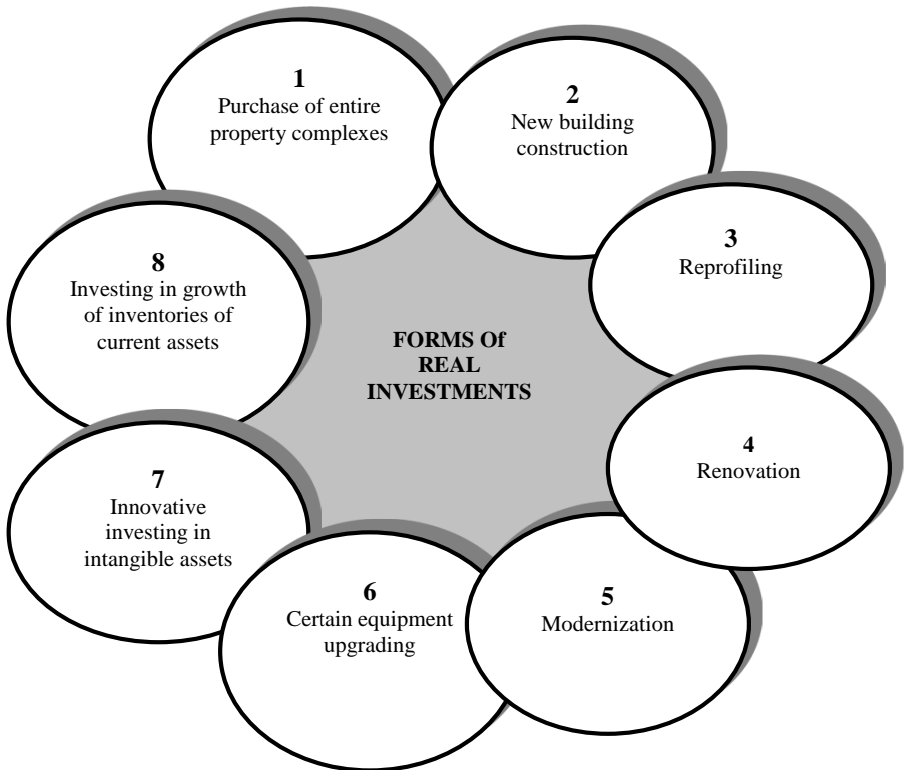 1
Purchase of entire
property complexes
2
New building
construction
3
Reprofiling
4
Renovation
5
Modernization
6
Certain equipment
upgrading
7
Innovative
investing in
intangible assets
8
Investing in growth
of inventories of
current assets
FORMS Of
REAL
INVESTMENTS